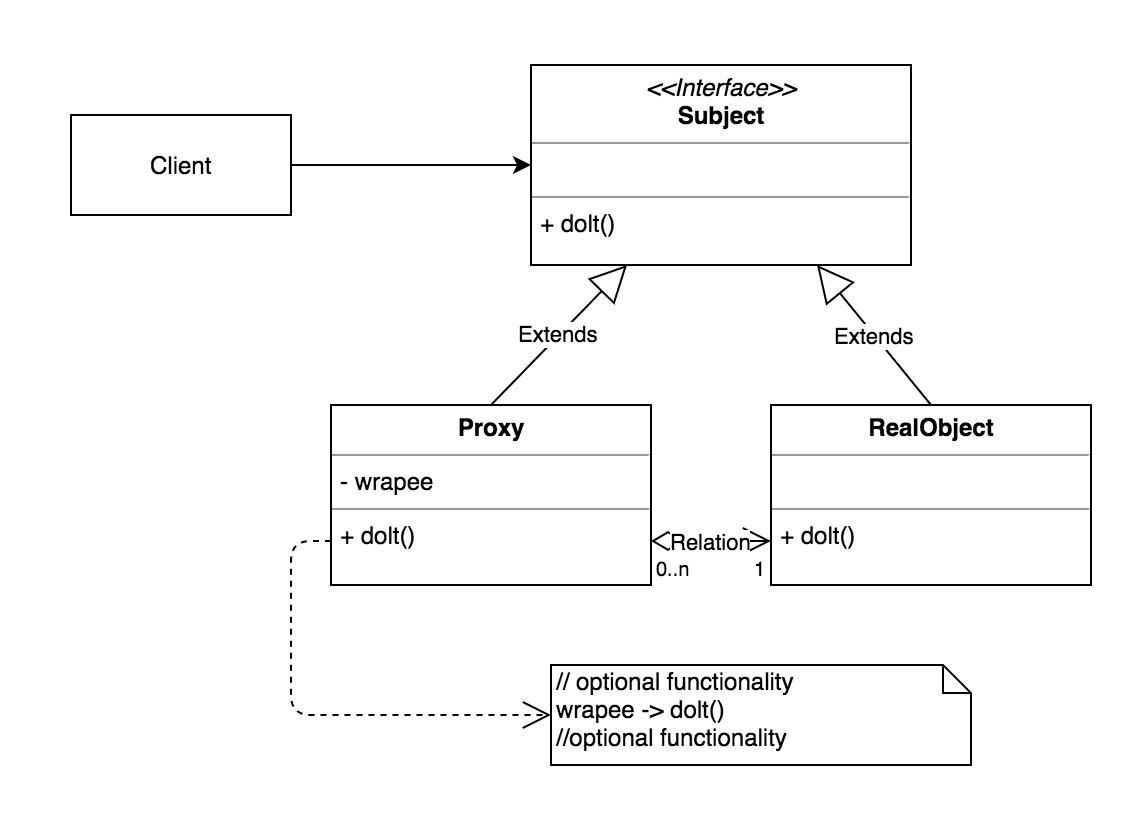 <<Interface>>
Subject
Client
+ doIt()
Extends
Extends
Proxy
RealObject
- wrapee
+ doIt()
+ doIt()
Relation
0..n
1
// optional functionality
wrapee -> doIt()
//optional functionality